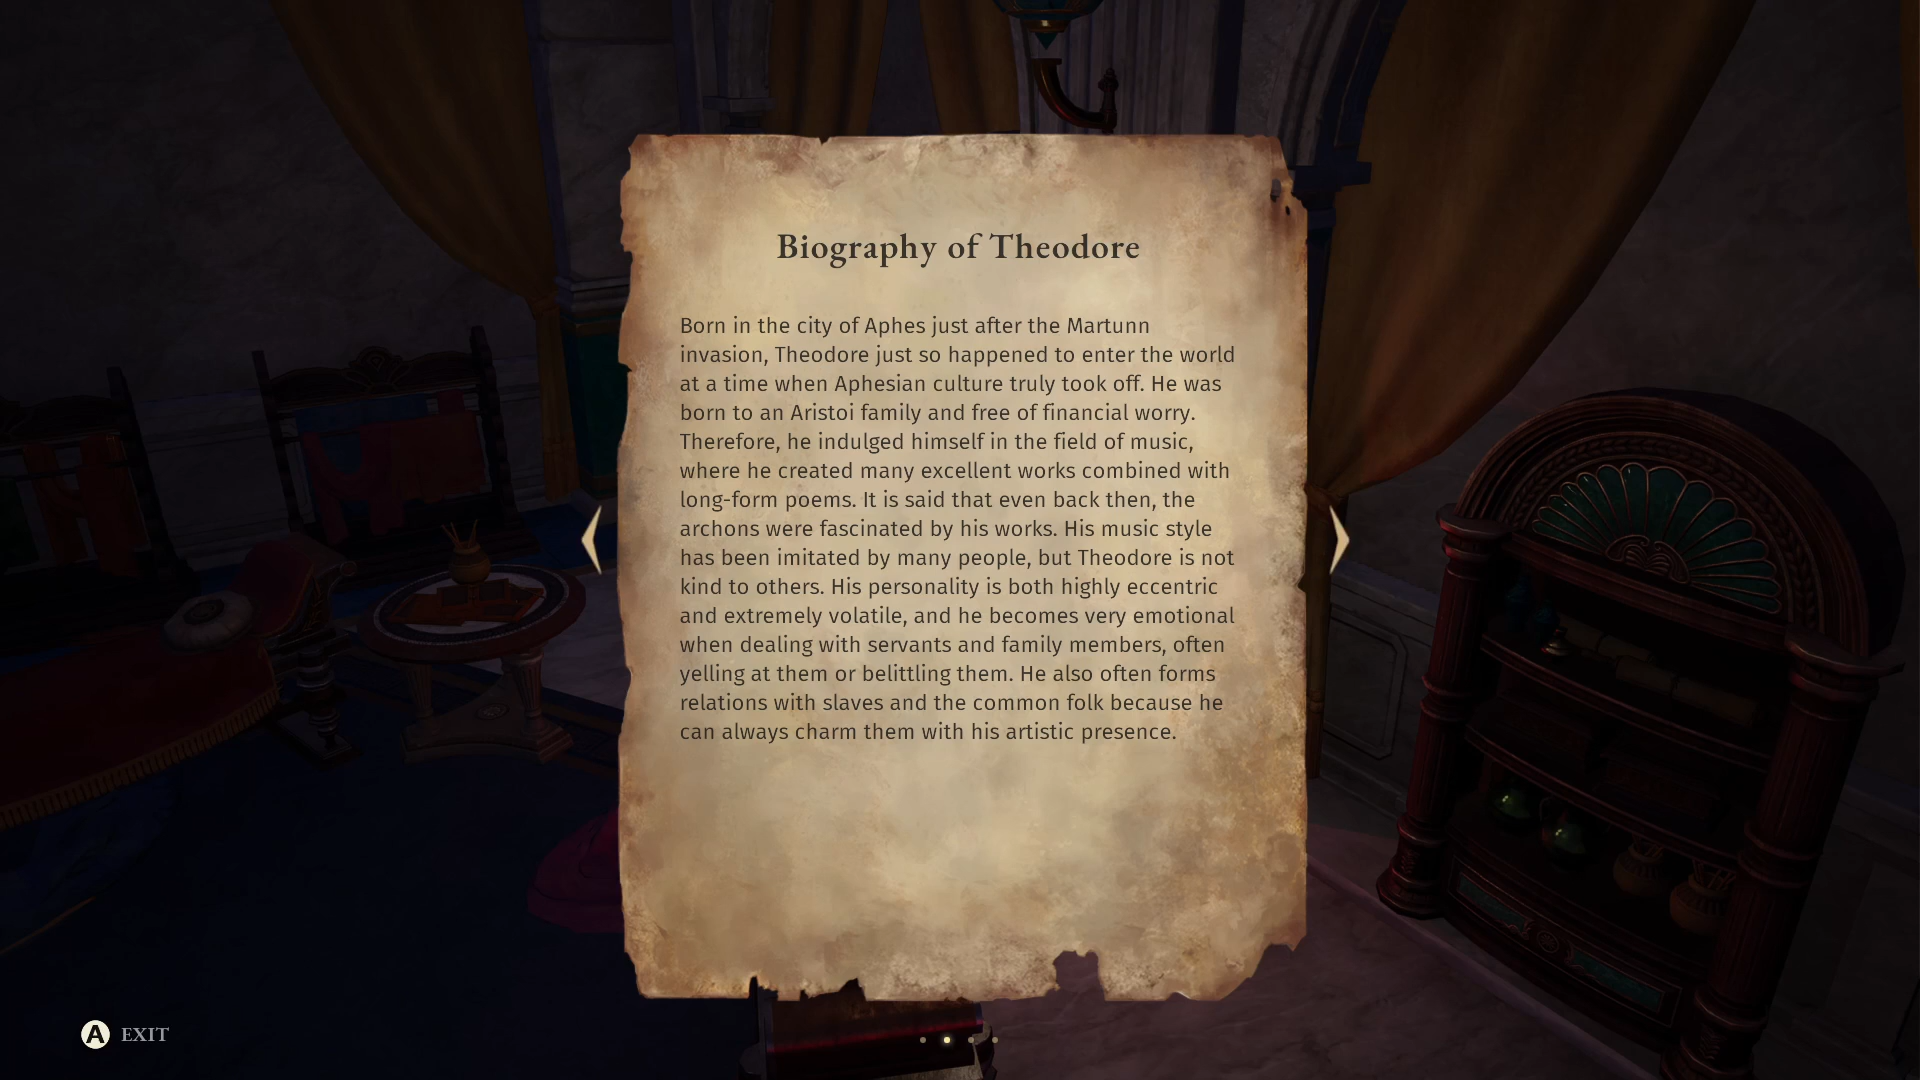 Biography of Theodore
Born in the city of Aphes just after the Martunn
invasion, Theodore just so happened to enter the world
at a time when Aphesian culture truly took off. He was
born to an Aristoi family and free of financial worry.
Therefore, he indulged himself in the field of music,
where he created many excellent works combined with
long-form poems. It is said that even back then, the
archons were fascinated by his works. His music style
has been imitated by many people, but Theodore is not
kind to others. His personality is both highly eccentric
and extremely volatile, and he becomes very emotional
when dealing with servants and family members, often
yelling at them or belittling them. He also often forms
relations with slaves and the common folk because he
can always charm them with his artistic presence.
A EXIT